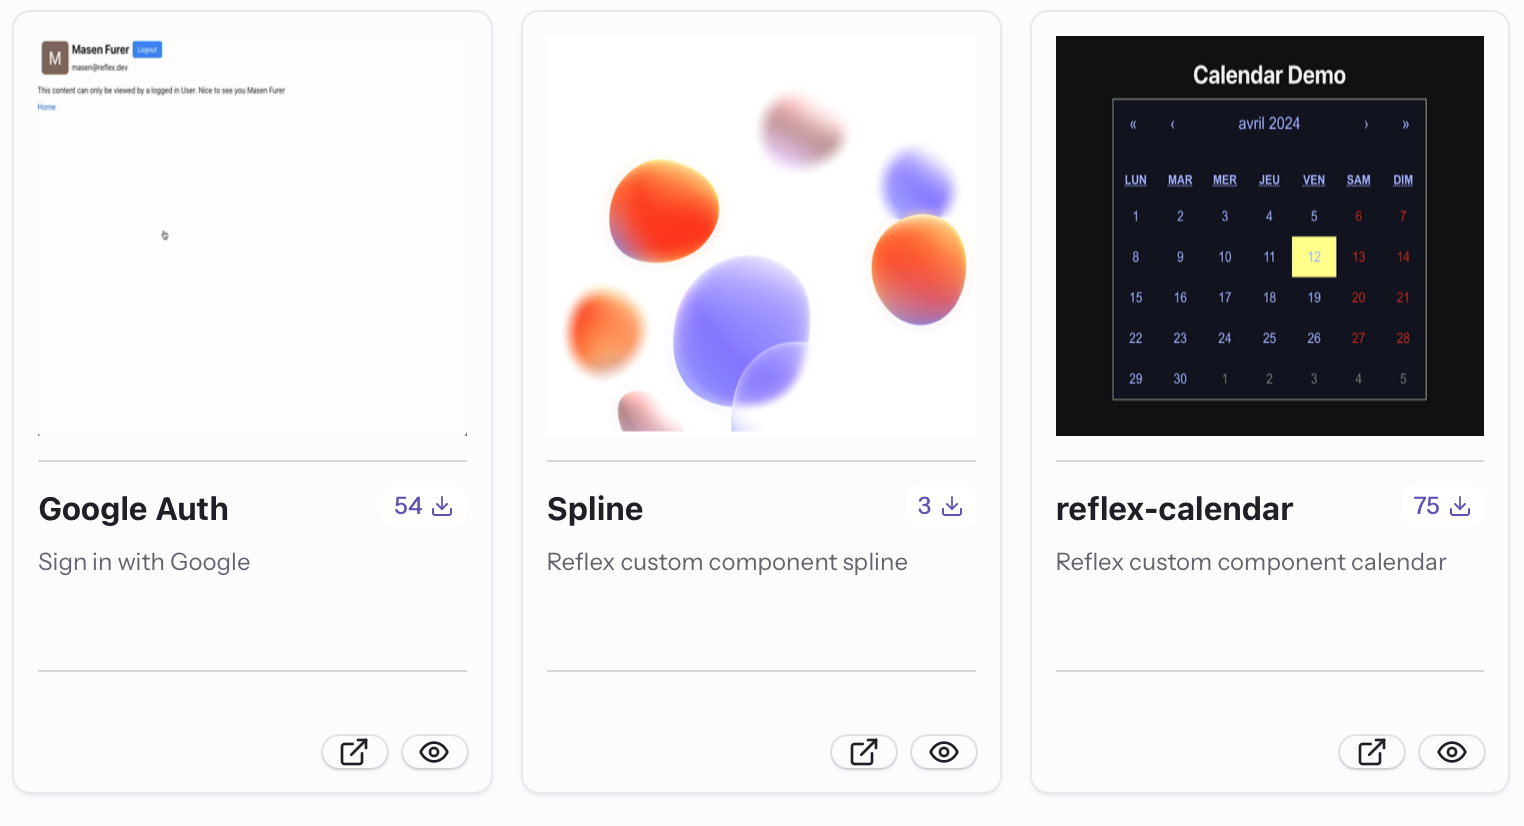 M
Masen Furer
Logout
masen@reflex.dev
This content can only be viewed by a logged in User. Nice to see you Masen Furer
Home
Google Auth
54
Sign in with Google
Spline
3
Reflex custom component spline
Calendar Demo
« ‹ avril 2024 › »
LUN MAR MER JEU VEN SAM DIM
1 2 3 4 5 6 7
8 9 10 11 12 13 14
15 16 17 18 19 20 21
22 23 24 25 26 27 28
29 30 1 2 3 4 5
reflex-calendar
75
Reflex custom component calendar